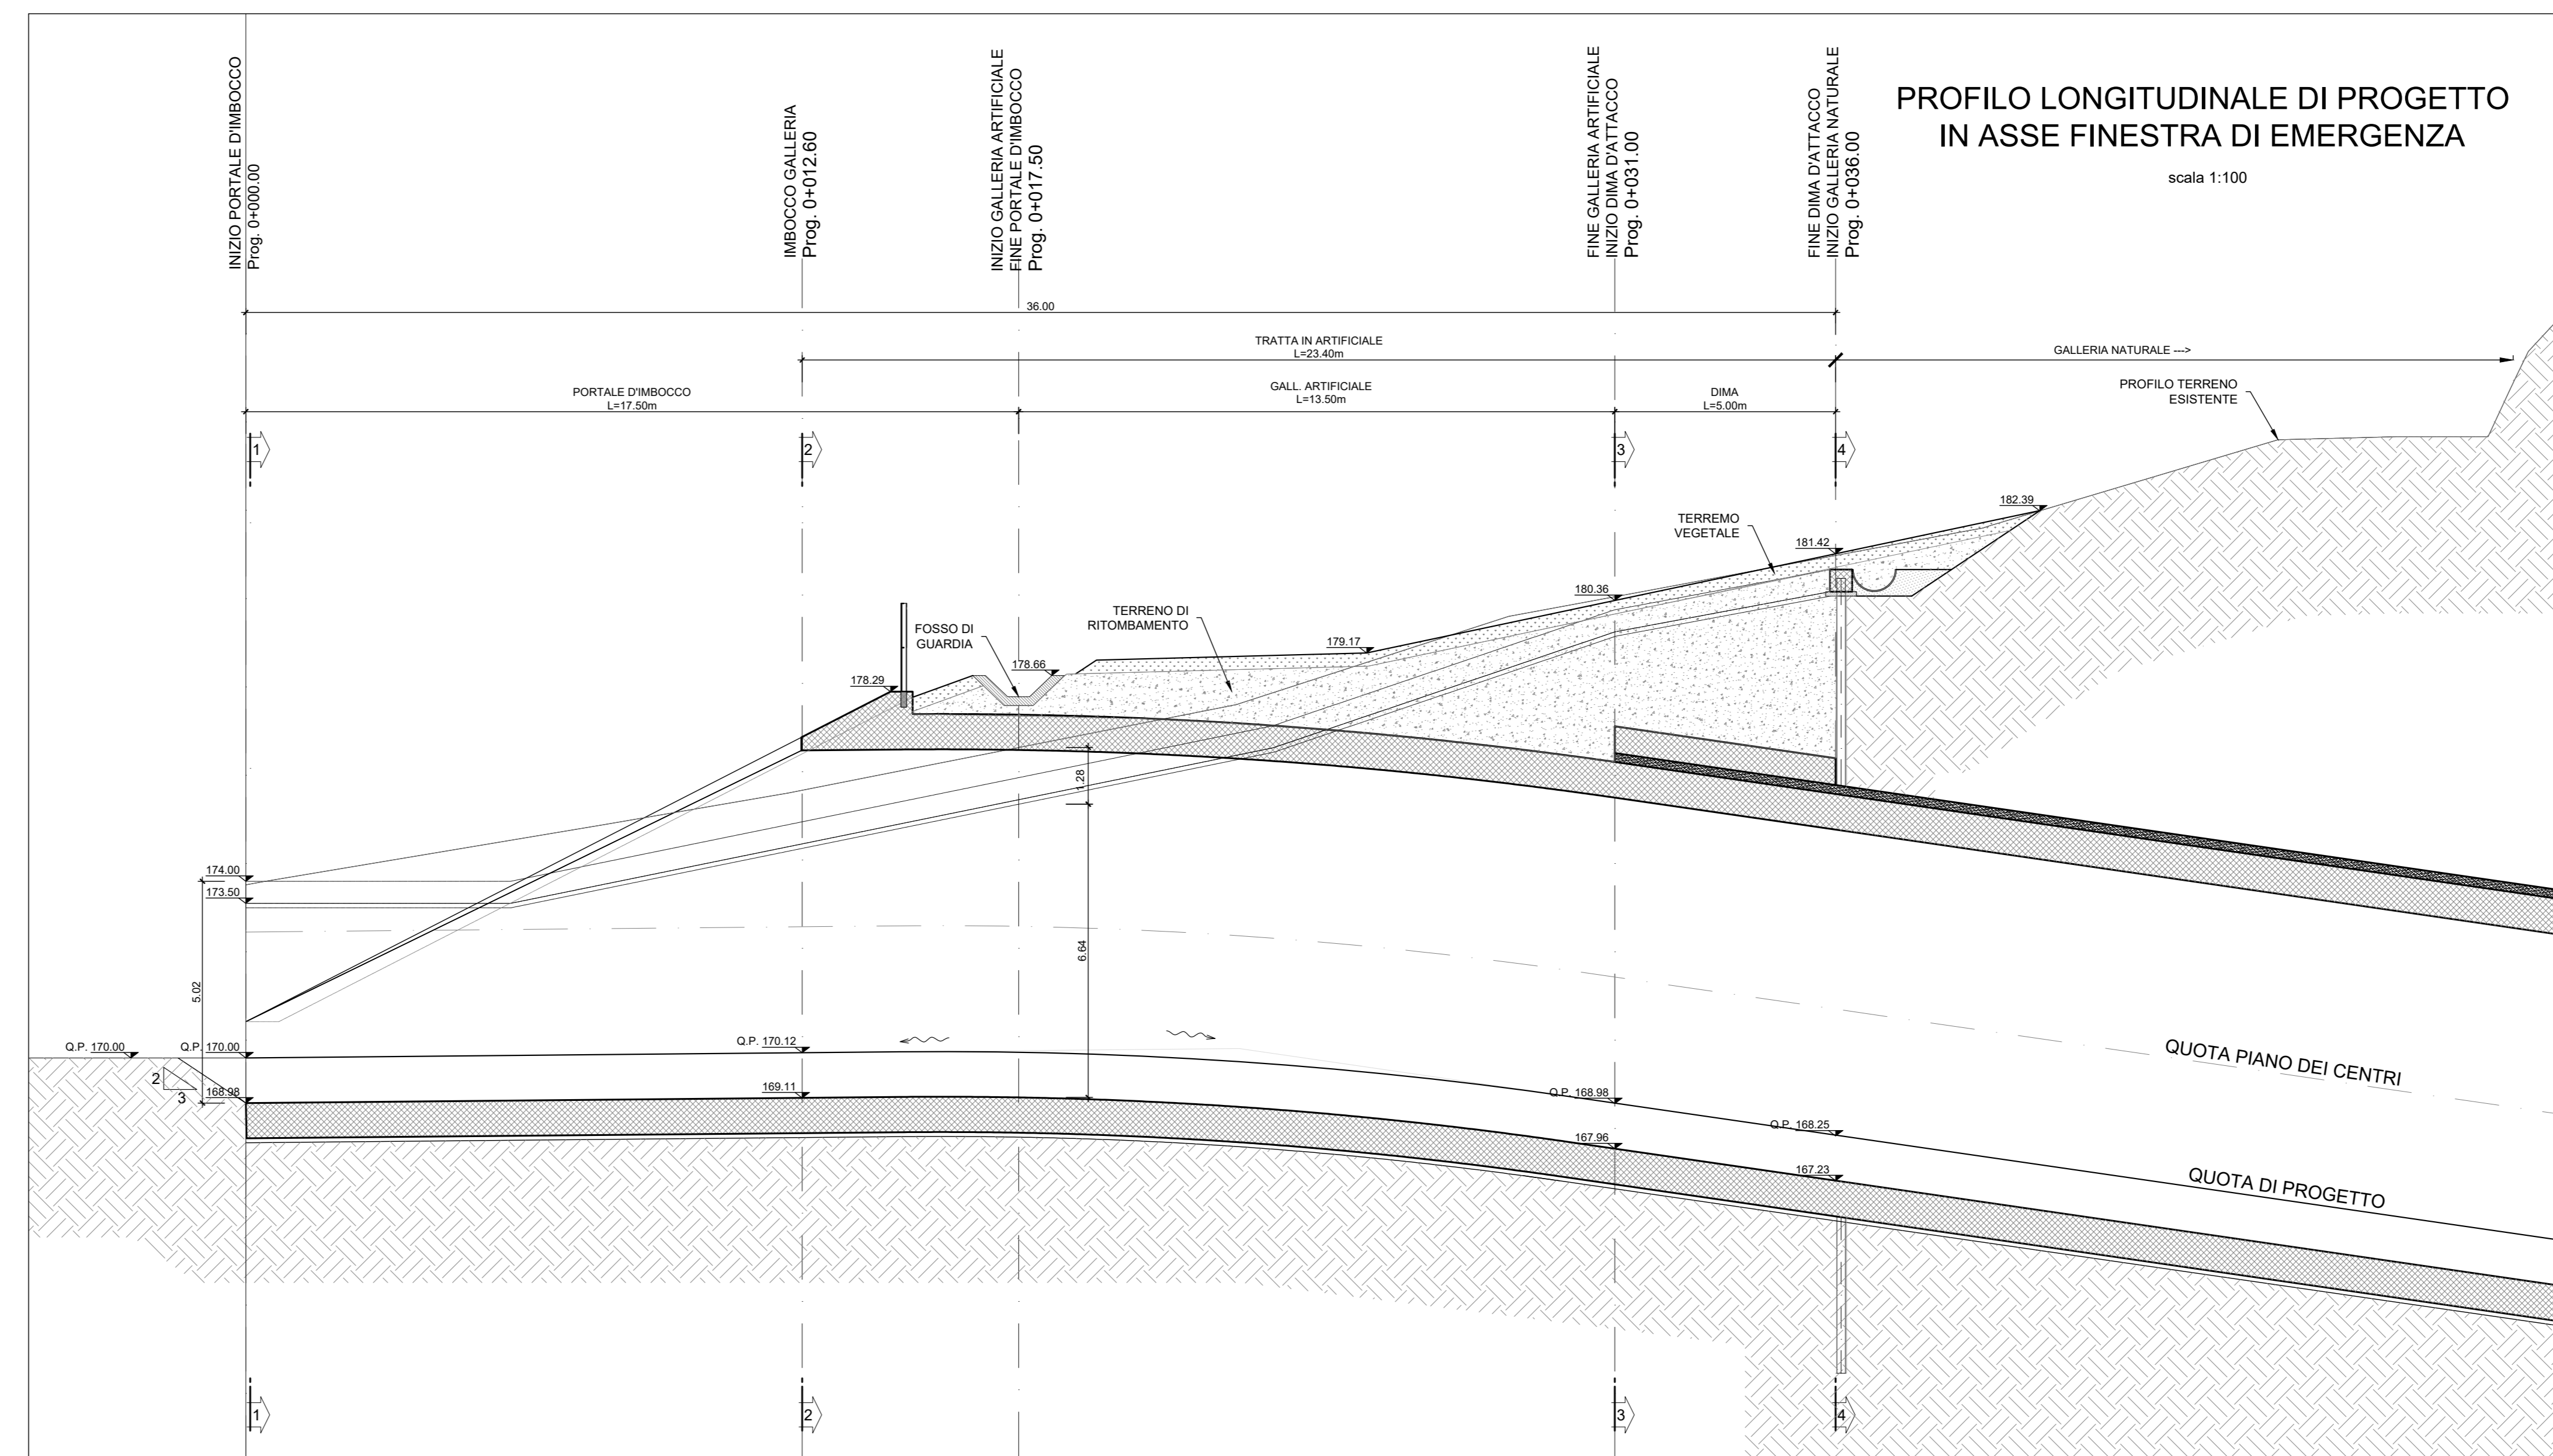 PROFILO LONGITUDINALE DI PROGETTO
IN ASSE FINESTRA DI EMERGENZA
scala 1:100
INIZIO PORTALE D'IMBOCCO
Prog. 0+000.00
IMBOCCO GALLERIA
Prog. 0+012.60
INIZIO GALLERIA ARTIFICIALE
FINE PORTALE D'IMBOCCO
Prog. 0+017.50
FINE GALLERIA ARTIFICIALE
INIZIO DIMA D'ATTACCO
Prog. 0+031.00
FINE DIMA D'ATTACCO
INIZIO GALLERIA NATURALE
Prog. 0+036.00
36.00
TRATTA IN ARTIFICIALE
L=23.40m
GALLERIA NATURALE --->
PORTALE D'IMBOCCO
L=17.50m
GALL. ARTIFICIALE
L=13.50m
DIMA
L=5.00m
PROFILO TERRENO
ESISTENTE
1
2
3
4
182.39
TERREMO
VEGETALE
181.42
180.36
TERRENO DI
RITOMBAMENTO
FOSSO DI
GUARDIA
179.17
178.66
178.29
1.28
174.00
173.50
6.64
5.02
Q.P. 170.00
Q.P. 170.00
Q.P. 170.12
2
3
168.98
169.11
Q.P. 168.98
167.96
Q.P. 168.25
167.23
QUOTA PIANO DEI CENTRI
QUOTA DI PROGETTO
1
2
3
4